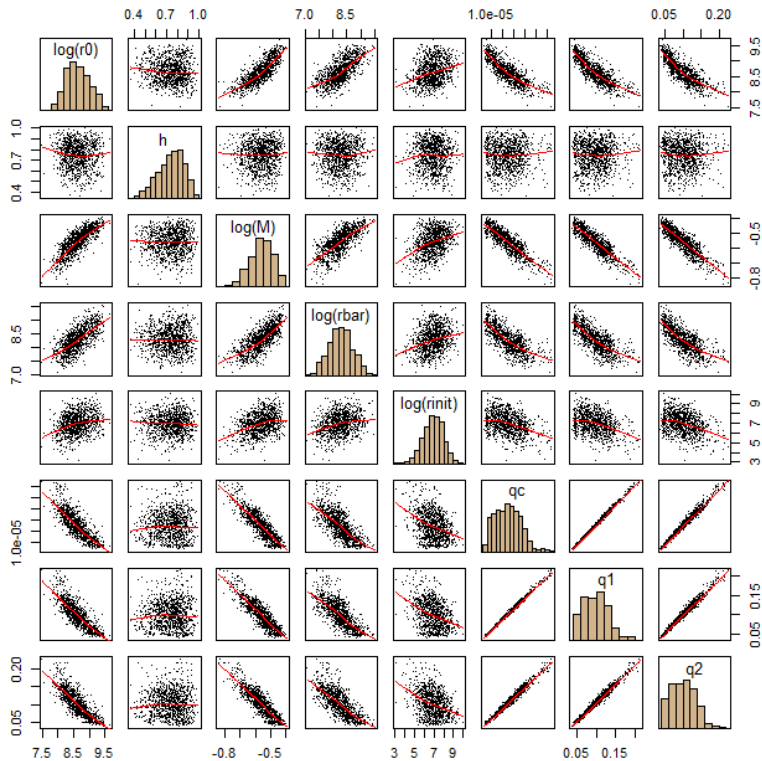 0.4 0.7 1.0 7.0 8.5 1.0e-05 0.05 0.20
log(r0) 7.5 8.5 9.5
0.4 0.7 1.0 h
log(M) -0.8 -0.5
7.0 8.5 log(rbar)
log(rinit) 3 5 7 9
1.0e-05 qc
q1 0.05 0.15
0.05 0.20 q2
7.5 8.5 9.5 -0.8 -0.5 3 5 7 9 0.05 0.15